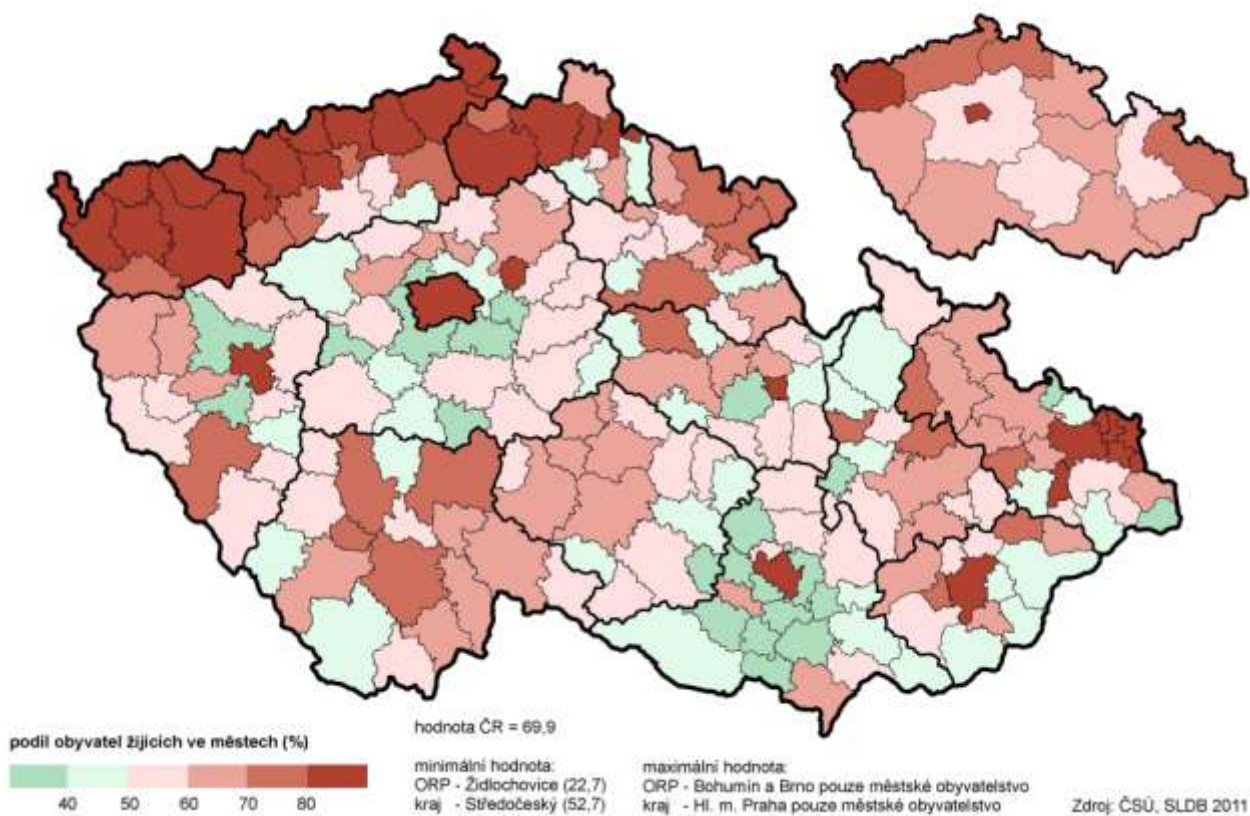 hodnota ČR = 69,9
podíl obyvatel žijících ve městech (%)
40 50 60 70 80
minimální hodnota:
ORP - Židlochovice (22,7)
kraj - Středočeský (52,7)
maximální hodnota:
ORP - Bohumín a Brno pouze městské obyvatelstvo
kraj - Hl. m. Praha pouze městské obyvatelstvo
Zdroj: ČSÚ, SLDB 2011